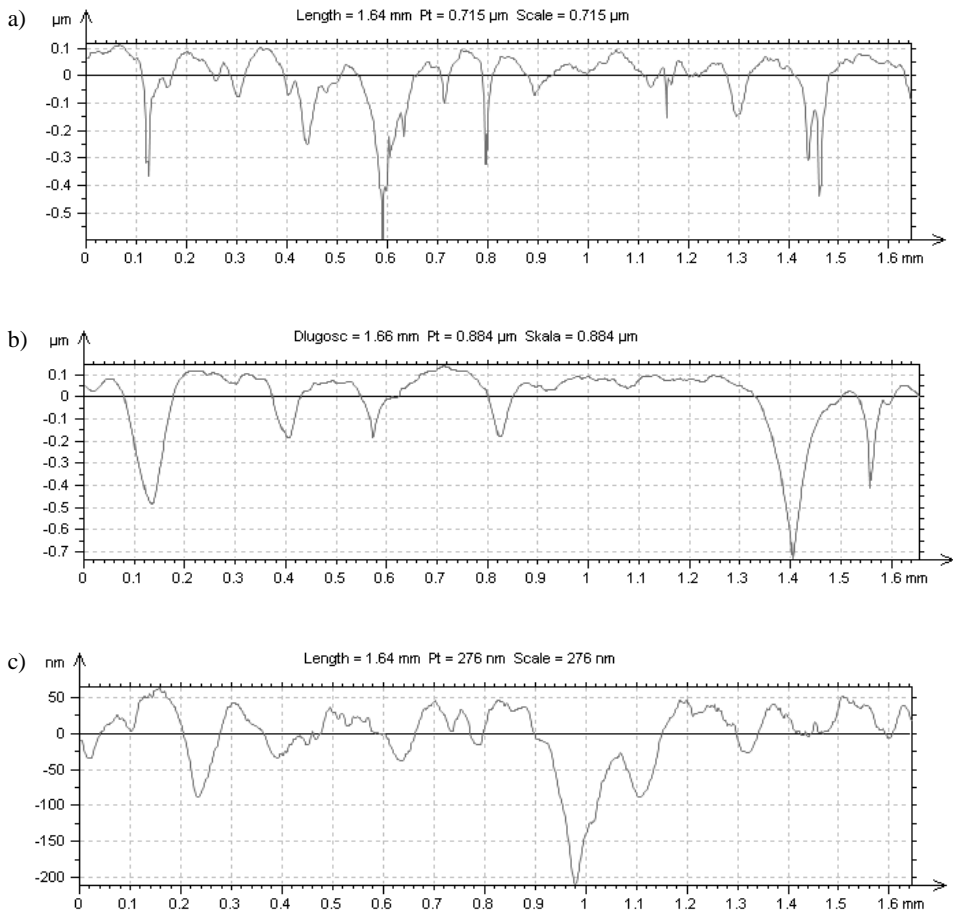 a)
µm
Length = 1.64 mm Pt = 0.715 µm Scale = 0.715 µm
0.1
0
-0.1
-0.2
-0.3
-0.4
-0.5
0 0.1 0.2 0.3 0.4 0.5 0.6 0.7 0.8 0.9 1 1.1 1.2 1.3 1.4 1.5 1.6 mm
b)
µm
Dlugosc = 1.66 mm Pt = 0.884 µm Skala = 0.884 µm
0.1
0
-0.1
-0.2
-0.3
-0.4
-0.5
-0.6
-0.7
0 0.1 0.2 0.3 0.4 0.5 0.6 0.7 0.8 0.9 1 1.1 1.2 1.3 1.4 1.5 1.6 mm
c)
nm
Length = 1.64 mm Pt = 276 nm Scale = 276 nm
50
0
-50
-100
-150
-200
0 0.1 0.2 0.3 0.4 0.5 0.6 0.7 0.8 0.9 1 1.1 1.2 1.3 1.4 1.5 1.6 mm